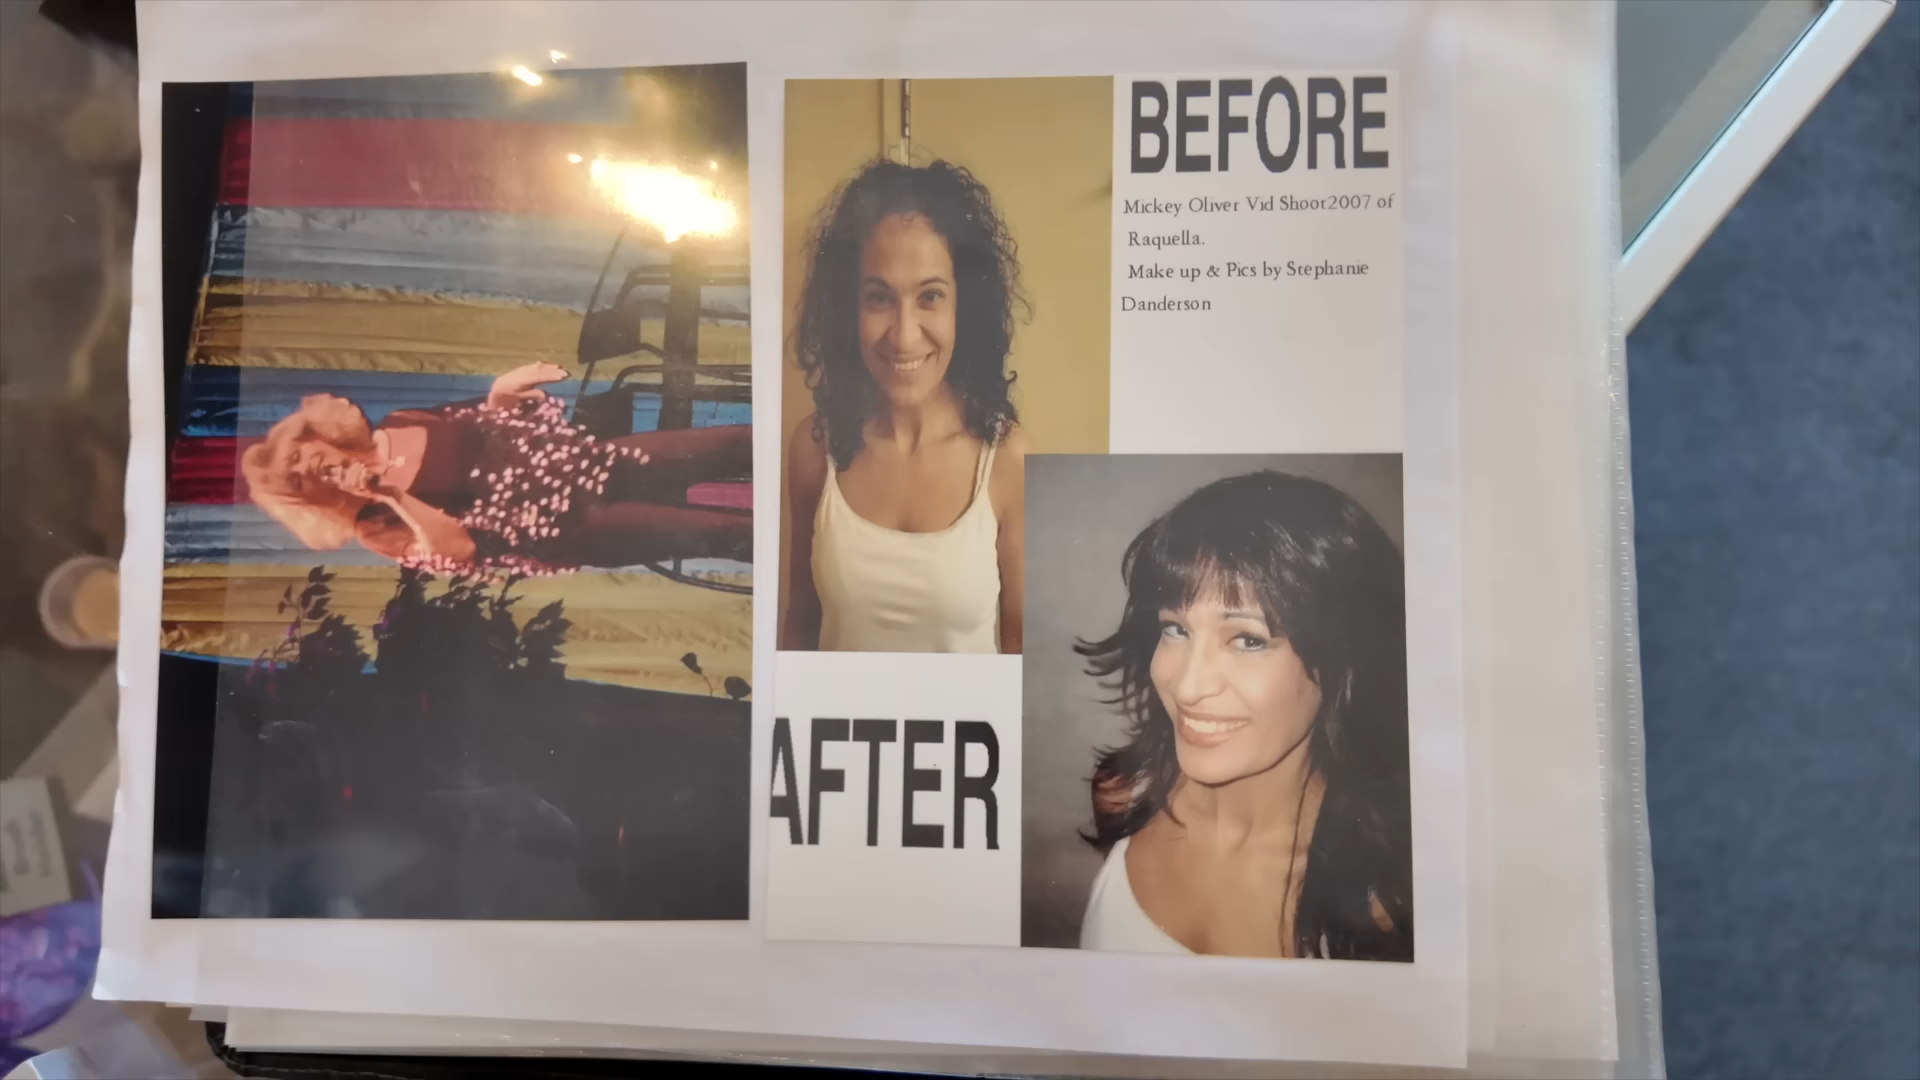 BEFORE
Mickey Oliver Vid Shoot2007 of
Raquella.
Make up & Pics by Stephanie
Danderson
AFTER